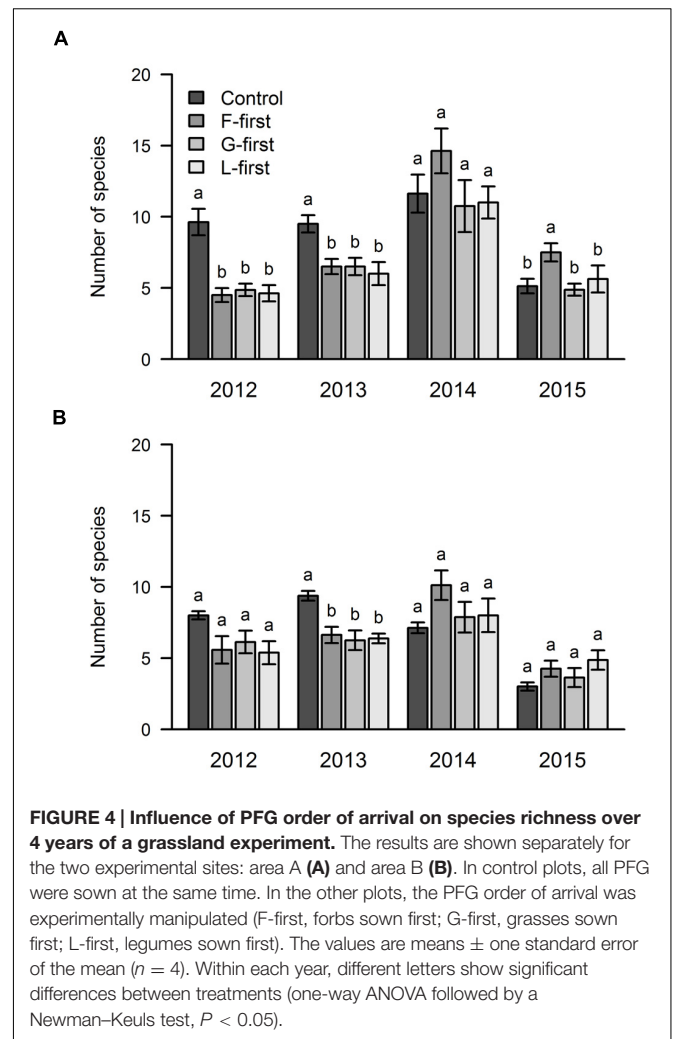 A
20
15
10
5
0
Number of species
Control
F-first
G-first
L-first
a b b b a b b b a a a a b a b b
2012 2013 2014 2015
B
20
15
10
5
0
Number of species
a a a a a b b b a a a a a a a a
2012 2013 2014 2015
FIGURE 4 | Influence of PFG order of arrival on species richness over
4 years of a grassland experiment. The results are shown separately for
the two experimental sites: area A (A) and area B (B). In control plots, all PFG
were sown at the same time. In the other plots, the PFG order of arrival was
experimentally manipulated (F-first, forbs sown first; G-first, grasses sown
first; L-first, legumes sown first). The values are means ± one standard error
of the mean (n = 4). Within each year, different letters show significant
differences between treatments (one-way ANOVA followed by a
Newman–Keuls test, P < 0.05).